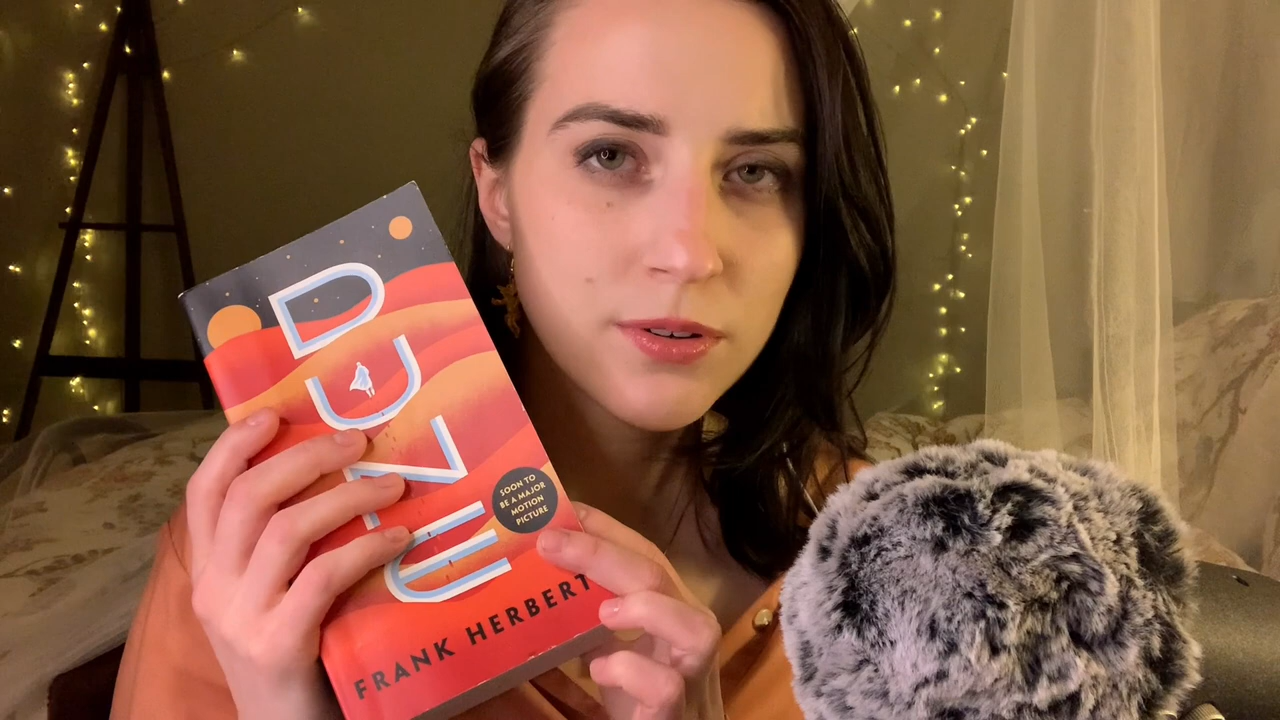 DUNE
SOON TO
BE A MAJOR
MOTION
PICTURE
FRANK HERBERT